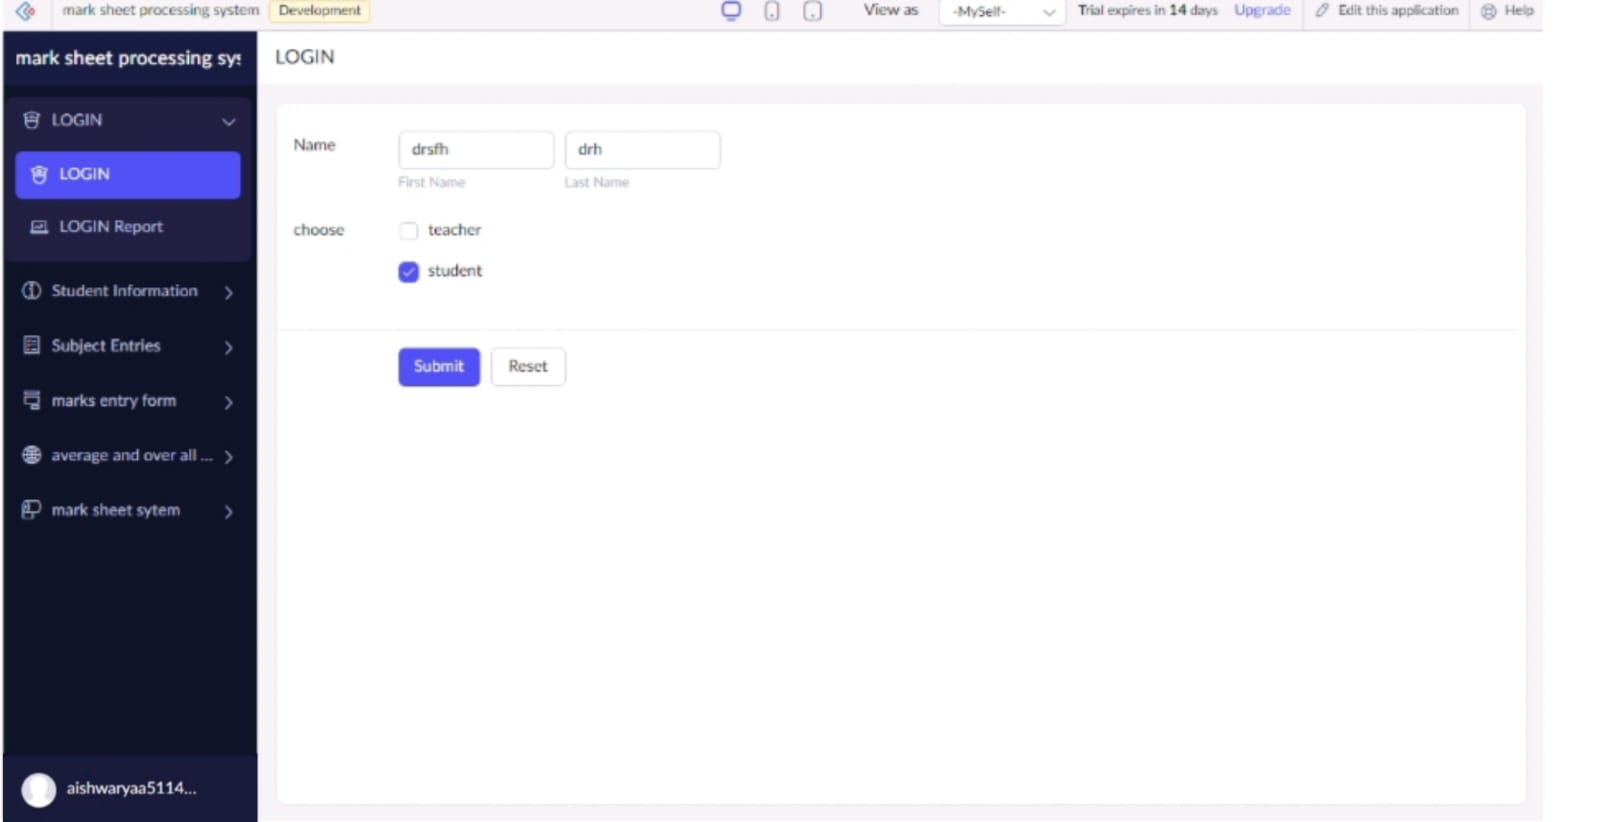 mark sheet processing system Development View as -MySelf- Trial expires in 14 days Upgrade Edit this application Help
mark sheet processing sys
LOGIN
LOGIN
LOGIN
LOGIN Report
Student Information
Subject Entries
marks entry form
average and over all ...
mark sheet sytem
aishwaryaa5114...
Name drsfh drh
First Name Last Name
choose teacher
student
Submit Reset